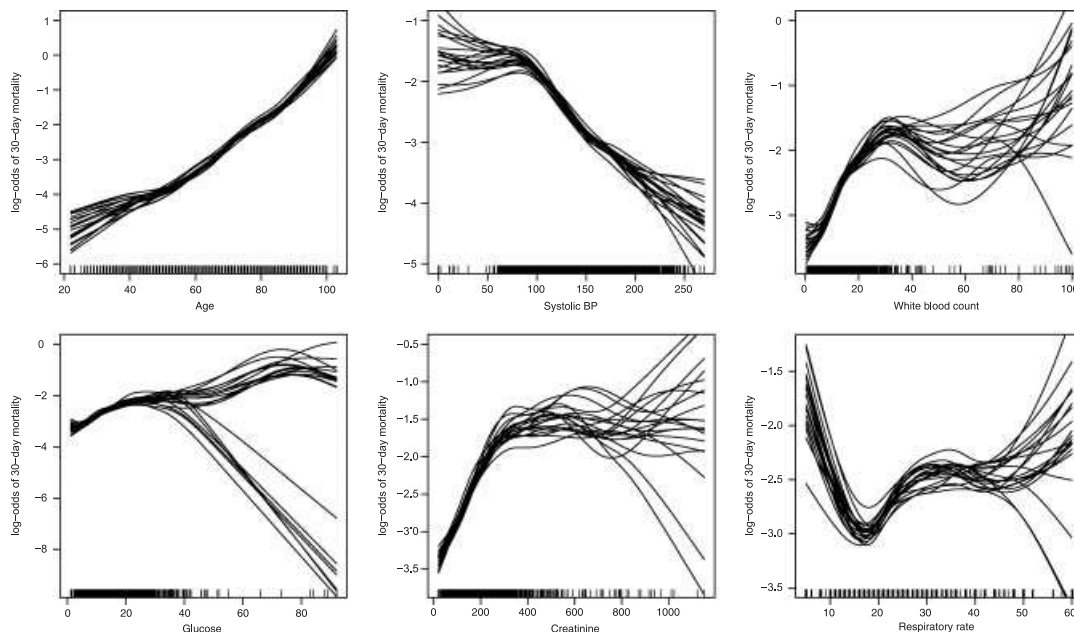 log−odds of 30−day mortality
1
0
−1
−2
−3
−4
−5
−6
20 40 60 80 100
Age
log−odds of 30−day mortality
−1
−2
−3
−4
−5
0 50 100 150 200 250
Systolic BP
log−odds of 30−day mortality
0
−1
−2
−3
0 20 40 60 80 100
White blood count
log−odds of 30−day mortality
0
−2
−4
−6
−8
0 20 40 60 80
Glucose
log−odds of 30−day mortality
−0.5
−1.0
−1.5
−2.0
−2.5
−3.0
−3.5
0 200 400 600 800 1000
Creatinine
log−odds of 30−day mortality
−1.5
−2.0
−2.5
−3.0
−3.5
10 20 30 40 50 60
Respiratory rate